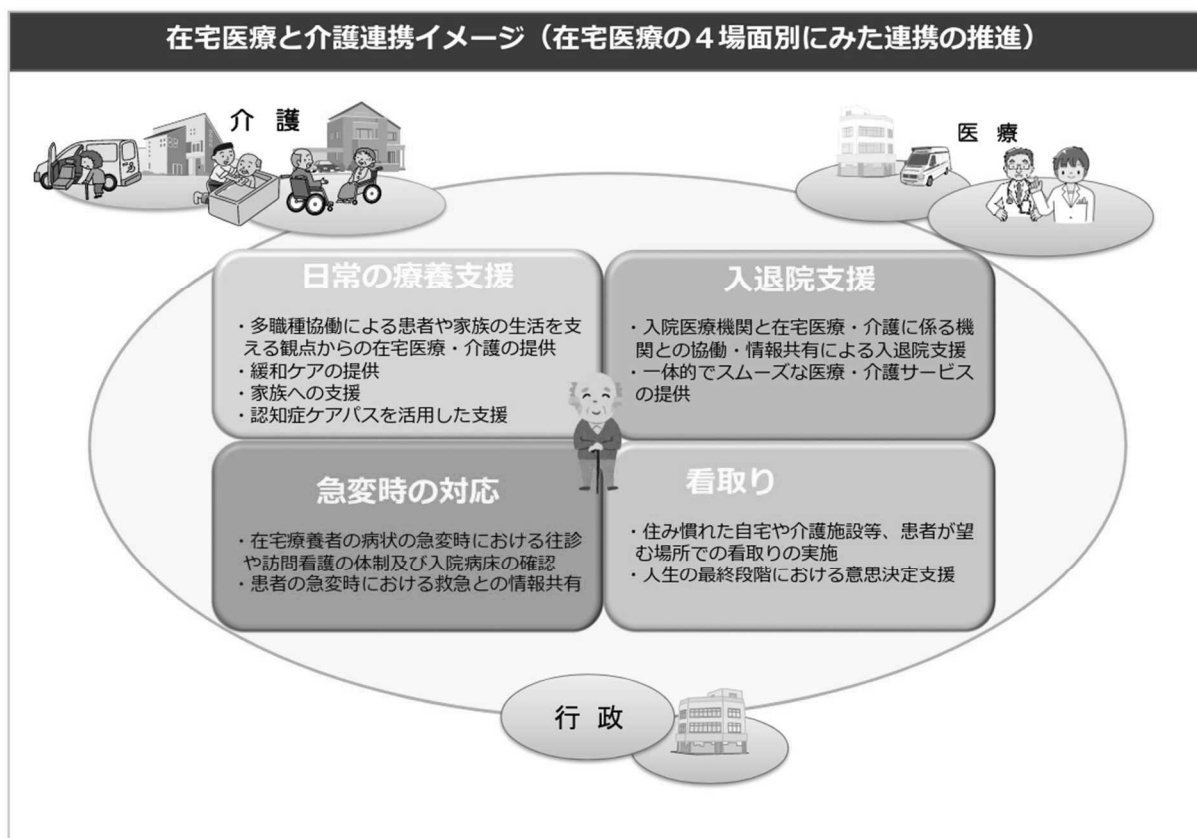 在宅医療と介護連携イメージ（在宅医療の４場面別にみた連携の推進）
介 護
医 療
日常の療養支援
・多職種協働による患者や家族の生活を支
える観点からの在宅医療・介護の提供
・緩和ケアの提供
・家族への支援
・認知症ケアパスを活用した支援
入退院支援
・入院医療機関と在宅医療・介護に係る機
関との協働・情報共有による入退院支援
・一体的でスムーズな医療・介護サービス
の提供
急変時の対応
・在宅療養者の病状の急変時における往診
や訪問看護の体制及び入院病床の確認
・患者の急変時における救急との情報共有
看取り
・住み慣れた自宅や介護施設等、患者が望
む場所での看取りの実施
・人生の最終段階における意思決定支援
行 政